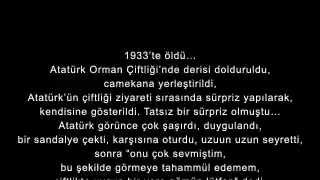 1933'te öldü…
Atatürk Orman Çiftliği'nde derisi dolduruldu,
camekana yerleştirildi,
Atatürk'ün çiftliği ziyareti sırasında sürpriz yapılarak,
kendisine gösterildi. Tatsız bir sürpriz olmuştu…
Atatürk görünce çok şaşırdı, duygulandı,
bir sandalye çekti, karşısına oturdu, uzuun uzun seyretti,
sonra “onu çok sevmiştim,
bu şekilde görmeye tahammül edemem,